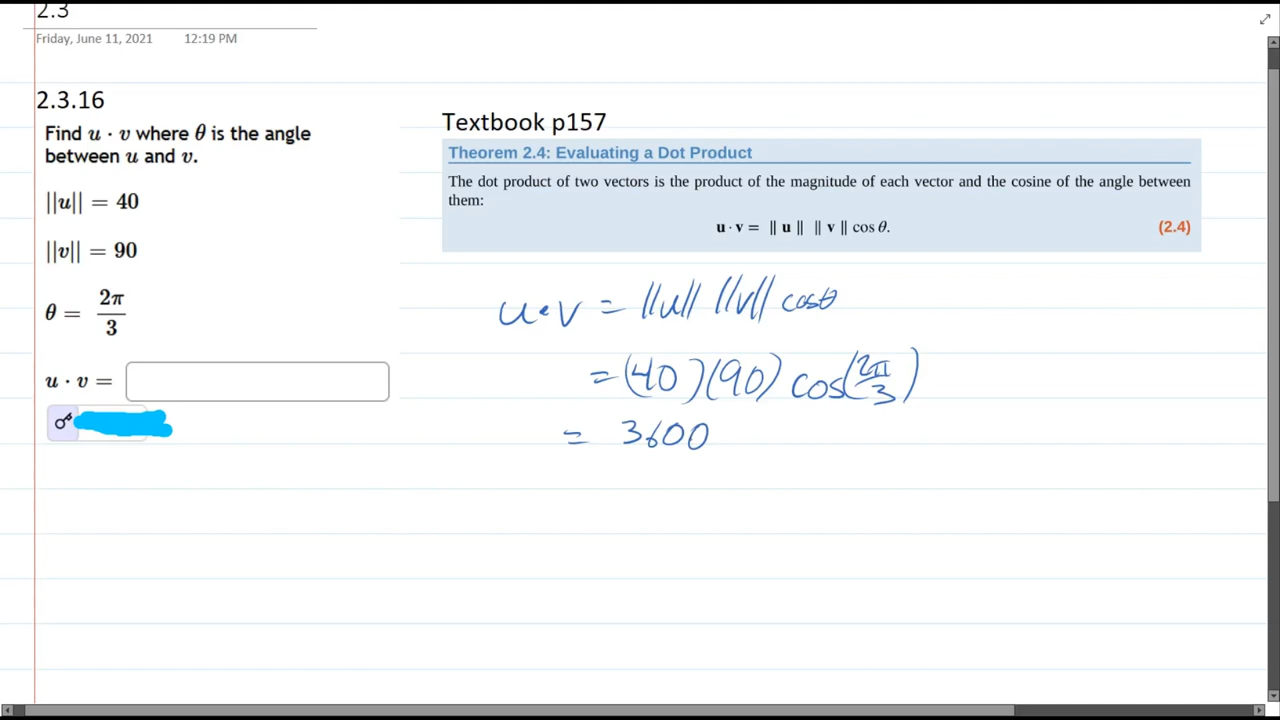 2.3
Friday, June 11, 2021 12:19 PM
2.3.16
Find u · v where θ is the angle
between u and v.
||u|| = 40
||v|| = 90
θ = 2π/3
u · v =
Textbook p157
Theorem 2.4: Evaluating a Dot Product
The dot product of two vectors is the product of the magnitude of each vector and the cosine of the angle between
them:
u · v = ‖ u ‖ ‖ v ‖ cos θ. (2.4)
u · v = ||u|| ||v|| cosθ
= (40)(90) cos(2π/3)
= 3600